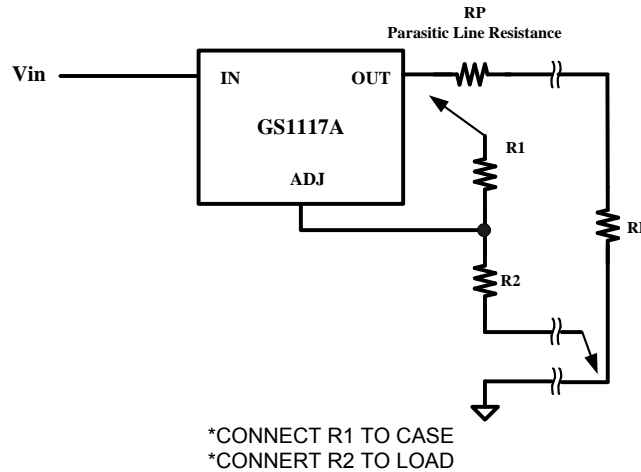 RP
Parasitic Line Resistance
Vin
IN
OUT
GS1117A
ADJ
R1
R2
*CONNECT R1 TO CASE
*CONNERT R2 TO LOAD